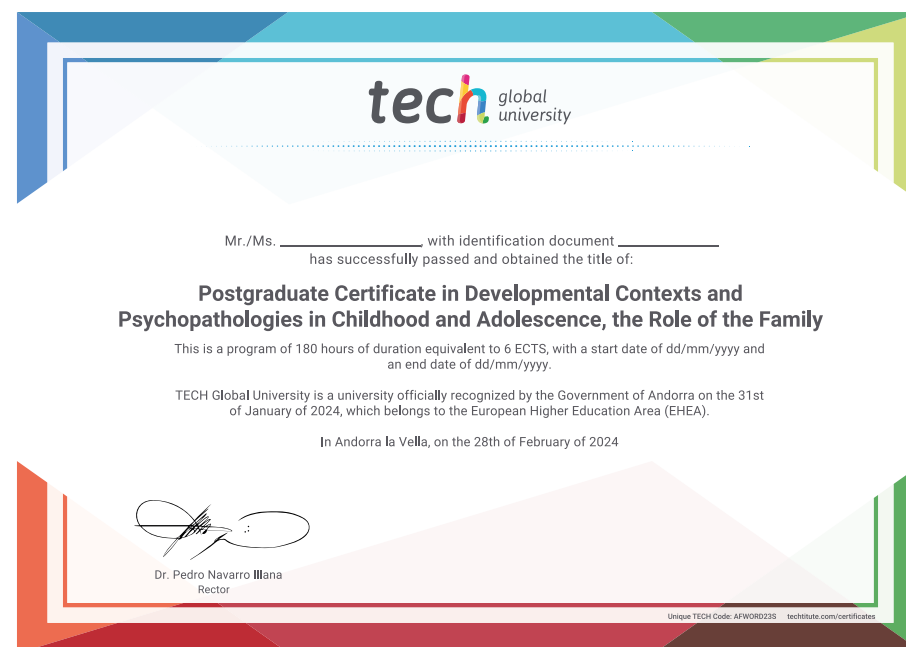 tech global
university
Mr./Ms. ____________, with identification document ____________
has successfully passed and obtained the title of:
Postgraduate Certificate in Developmental Contexts and
Psychopathologies in Childhood and Adolescence, the Role of the Family
This is a program of 180 hours of duration equivalent to 6 ECTS, with a start date of dd/mm/yyyy and
an end date of dd/mm/yyyy.
TECH Global University is a university officially recognized by the Government of Andorra on the 31st
of January of 2024, which belongs to the European Higher Education Area (EHEA).
In Andorra la Vella, on the 28th of February of 2024
Dr. Pedro Navarro Illana
Rector
Unique TECH Code: AFWORD23S techtitute.com/certificates